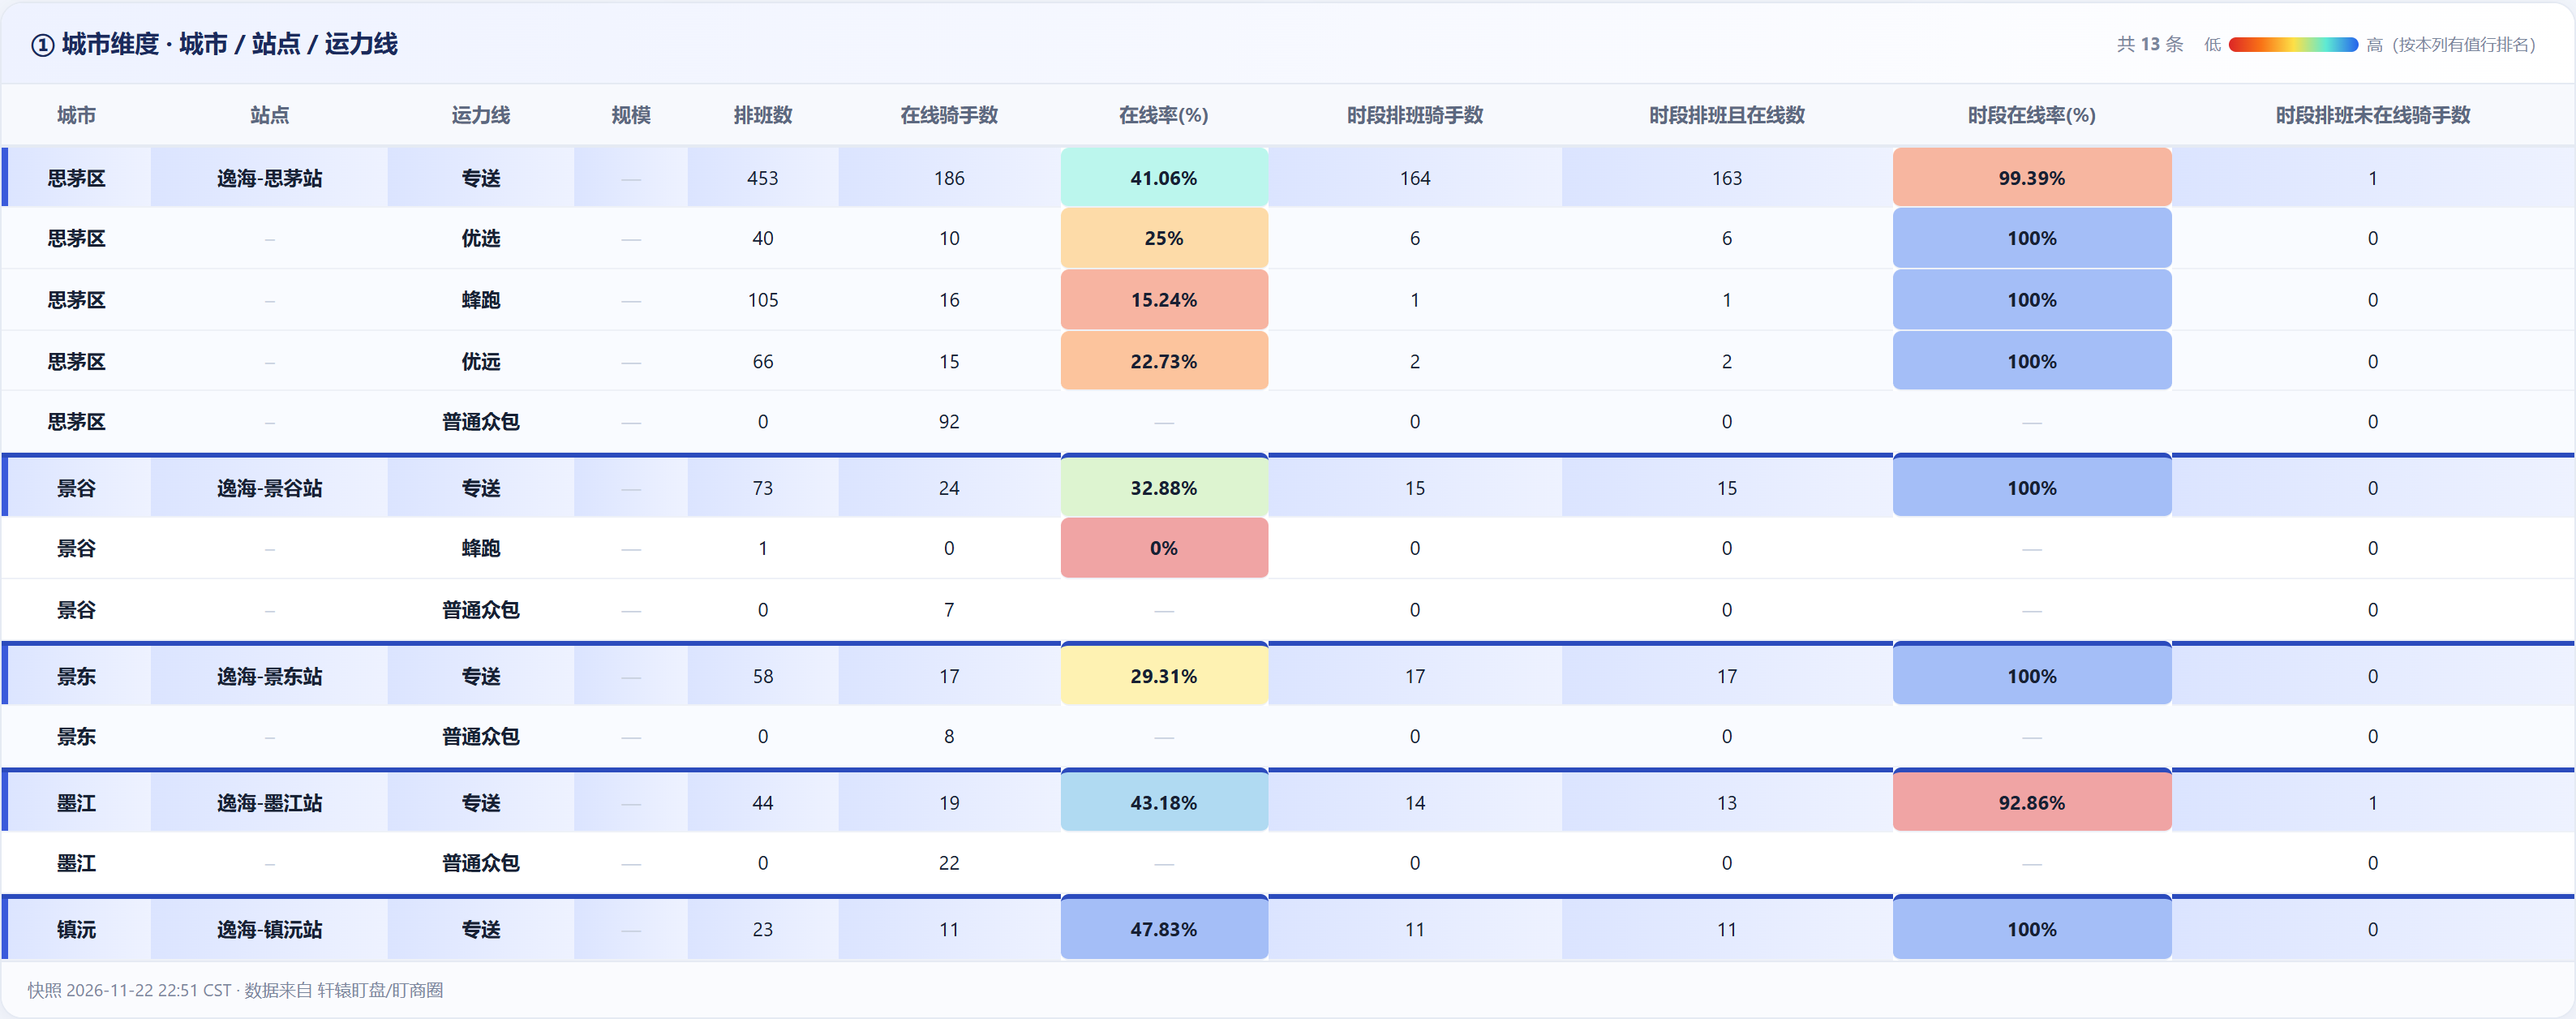 ① 城市维度 · 城市 / 站点 / 运力线
共 13 条 低 高 (按本列有值行排名)
城市 站点 运力线 规模 排班数 在线骑手数 在线率(%) 时段排班骑手数 时段排班且在线数 时段在线率(%) 时段排班未在线骑手数
思茅区 逸海-思茅站 专送 — 453 186 41.06% 164 163 99.39% 1
思茅区 – 优选 — 40 10 25% 6 6 100% 0
思茅区 – 蜂跑 — 105 16 15.24% 1 1 100% 0
思茅区 – 优远 — 66 15 22.73% 2 2 100% 0
思茅区 – 普通众包 — 0 92 — 0 0 — 0
景谷 逸海-景谷站 专送 — 73 24 32.88% 15 15 100% 0
景谷 – 蜂跑 — 1 0 0% 0 0 — 0
景谷 – 普通众包 — 0 7 — 0 0 — 0
景东 逸海-景东站 专送 — 58 17 29.31% 17 17 100% 0
景东 – 普通众包 — 0 8 — 0 0 — 0
墨江 逸海-墨江站 专送 — 44 19 43.18% 14 13 92.86% 1
墨江 – 普通众包 — 0 22 — 0 0 — 0
镇沅 逸海-镇沅站 专送 — 23 11 47.83% 11 11 100% 0
快照 2026-11-22 22:51 CST · 数据来自 轩辕盯盘/盯商圈